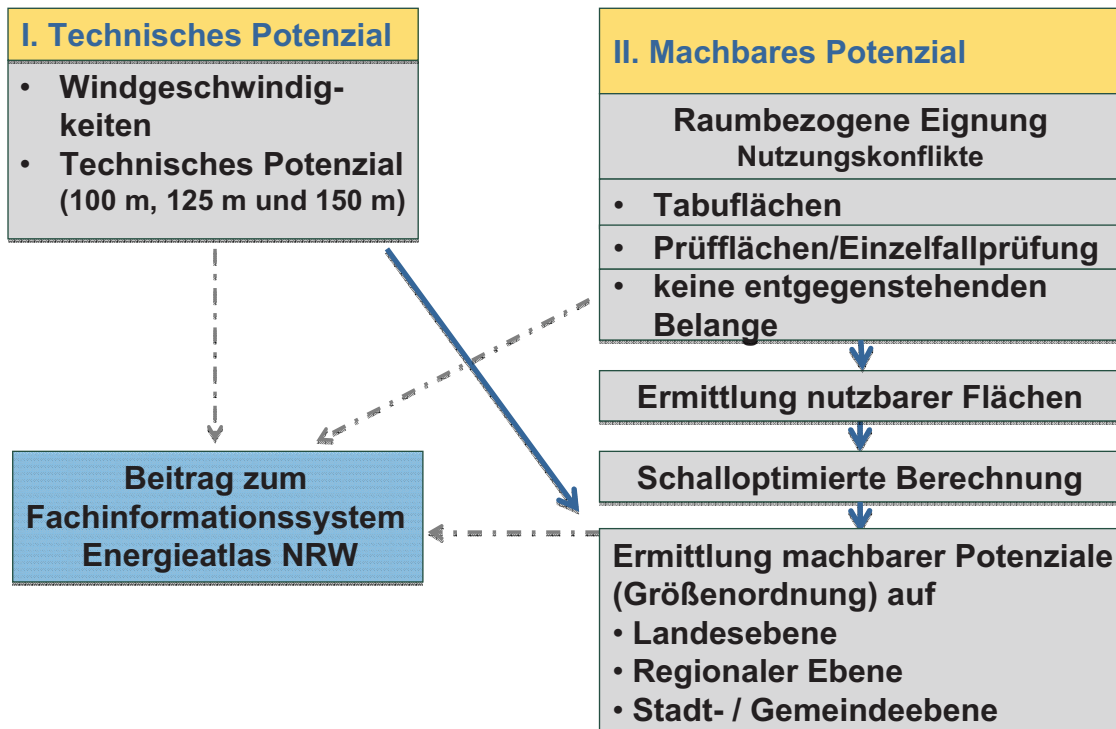 I. Technisches Potenzial
• Windgeschwindig-
keiten
• Technisches Potenzial
(100 m, 125 m und 150 m)
II. Machbares Potenzial
Raumbezogene Eignung
Nutzungskonflikte
• Tabuflächen
• Prüfflächen/Einzelfallprüfung
• keine entgegenstehenden
Belange
Ermittlung nutzbarer Flächen
Schalloptimierte Berechnung
Ermittlung machbarer Potenziale
(Größenordnung) auf
• Landesebene
• Regionaler Ebene
• Stadt- / Gemeindeebene
Beitrag zum
Fachinformationssystem
Energieatlas NRW